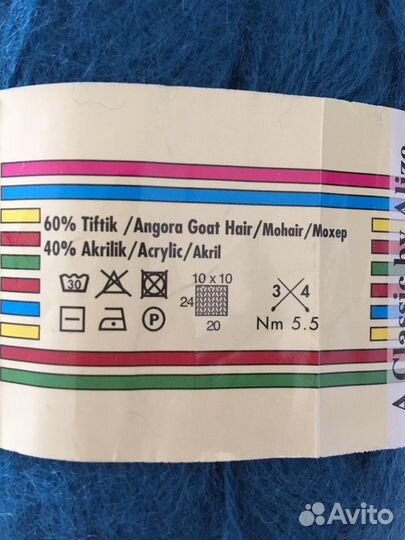 60% Tiftik /Angora Goat Hair/Mohair/Мохер
40% Akrilik/Acrylic/Akril
30
10 x 10
24
20
P
3 4
Nm 5.5
A Classic by Alize
Avito